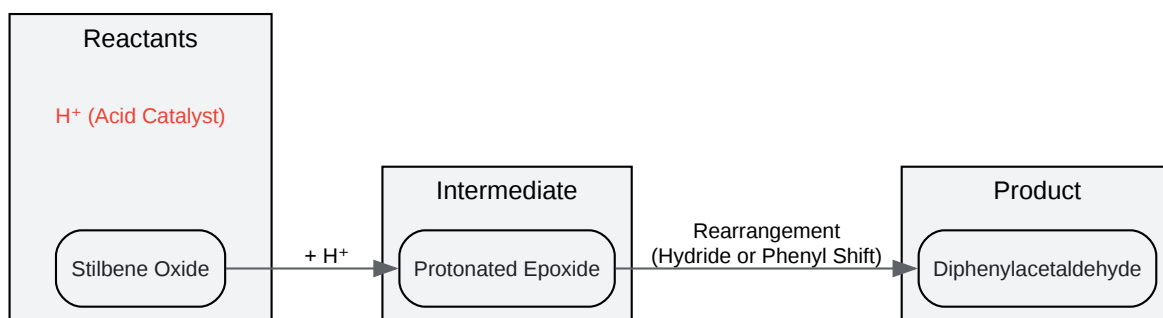 Reactants
H⁺ (Acid Catalyst)
Stilbene Oxide
+ H⁺
Intermediate
Protonated Epoxide
Rearrangement
(Hydride or Phenyl Shift)
Product
Diphenylacetaldehyde